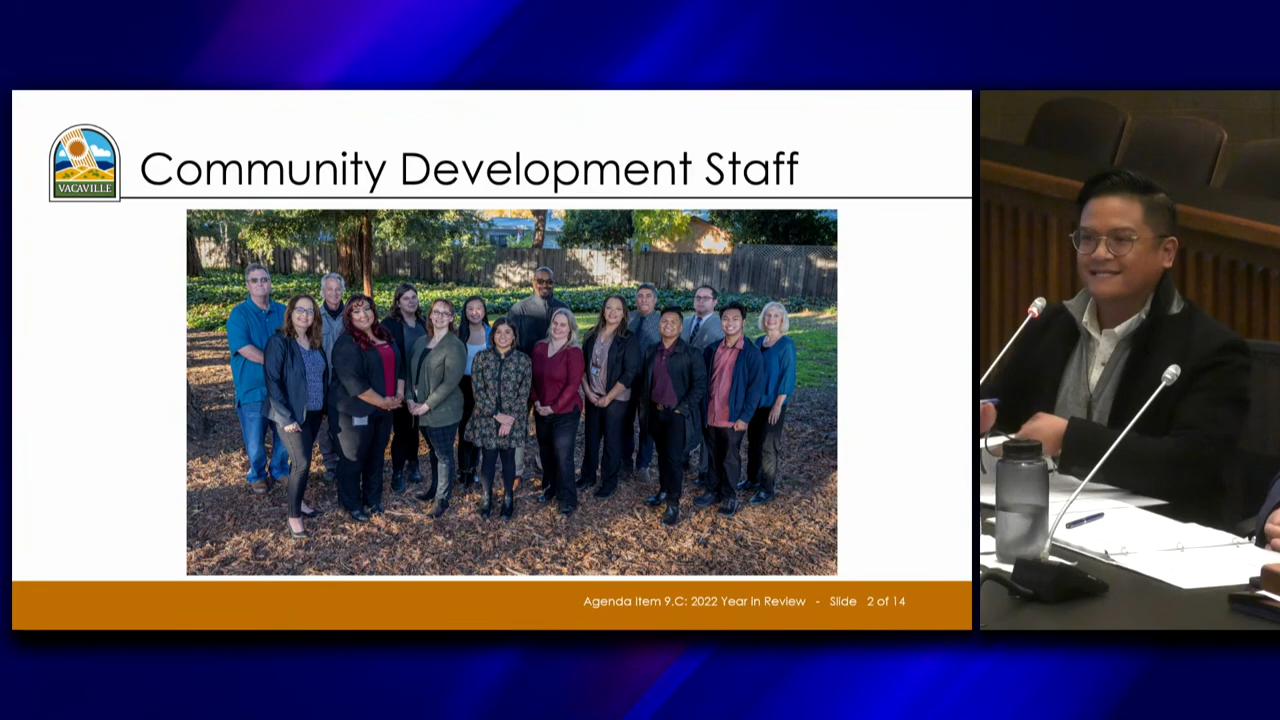 VACAVILLE
Community Development Staff
Agenda Item 9.C: 2022 Year in Review - Slide 2 of 14